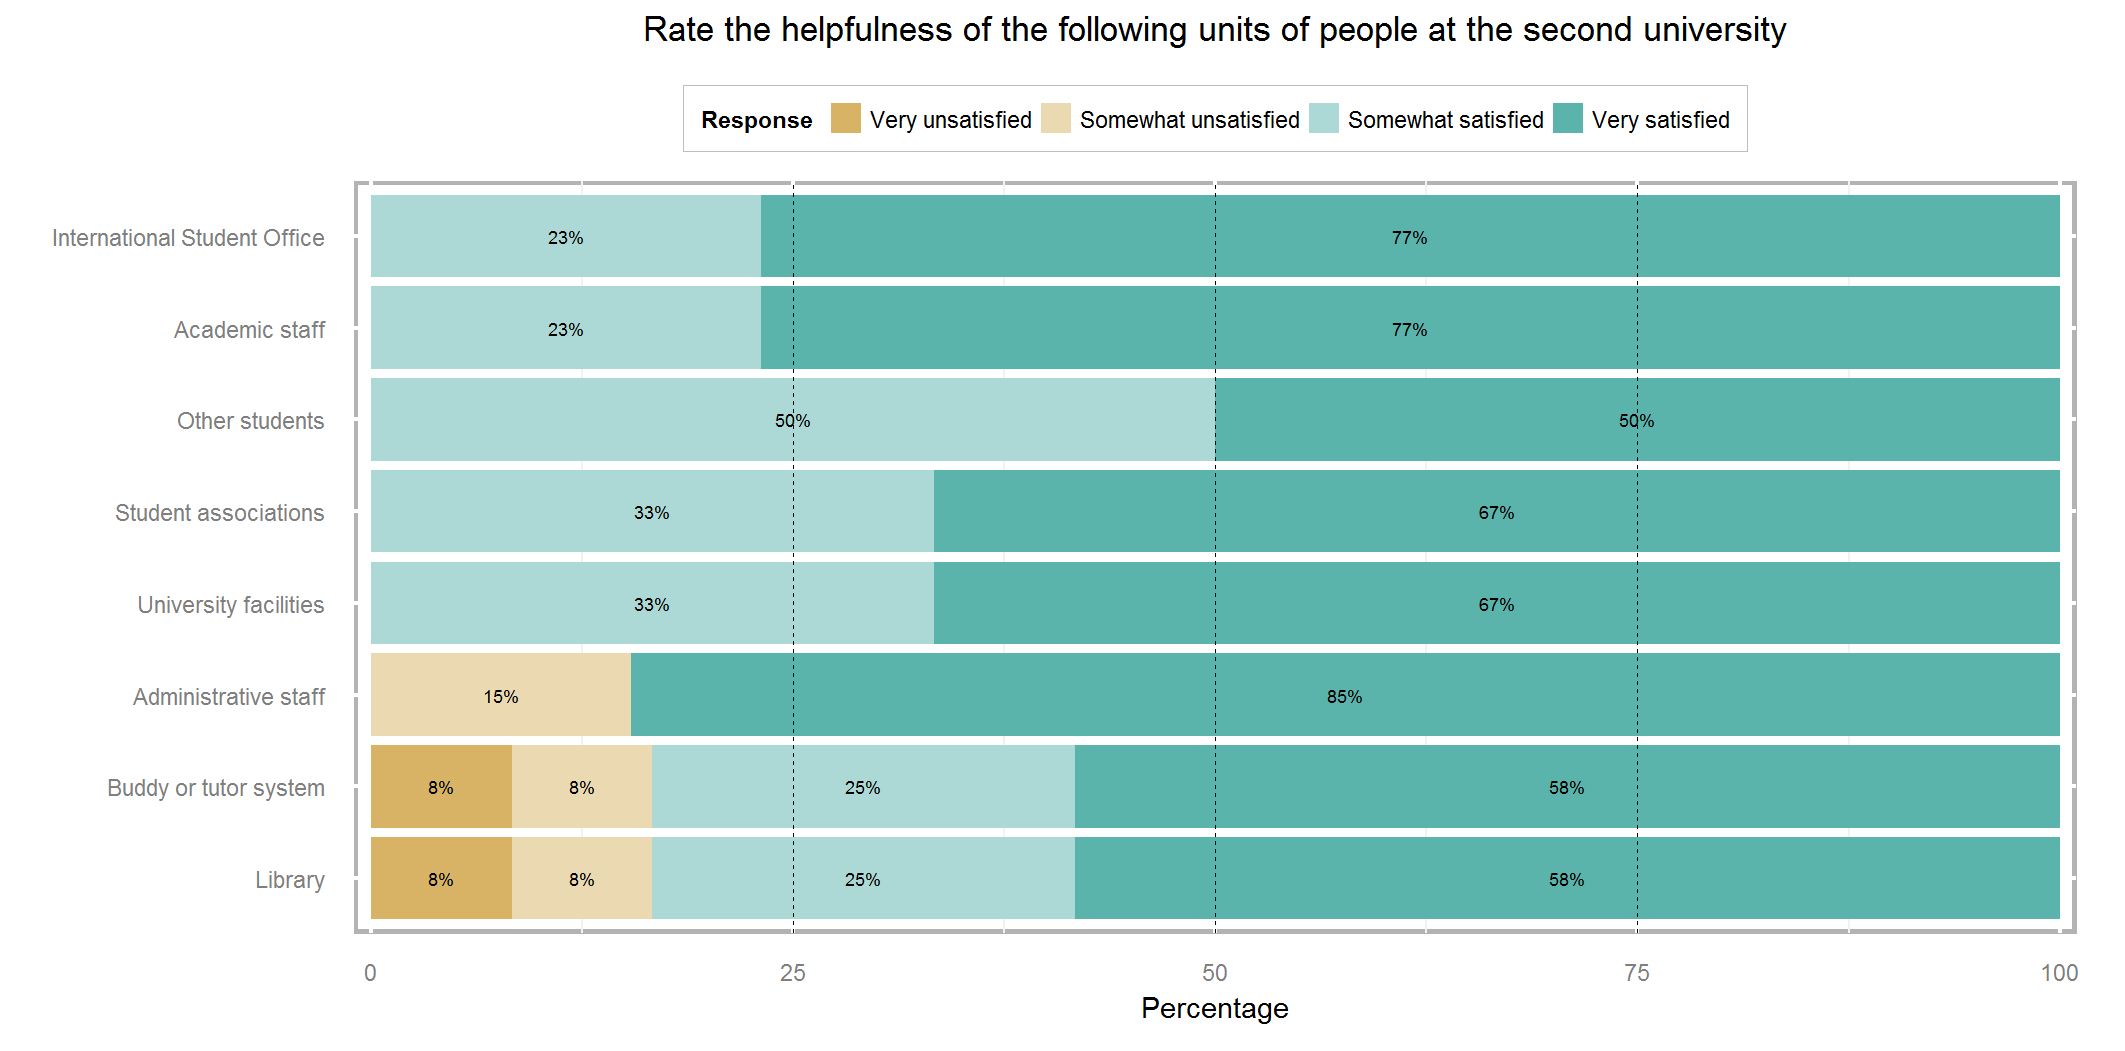 Rate the helpfulness of the following units of people at the second university
Response Very unsatisfied Somewhat unsatisfied Somewhat satisfied Very satisfied
International Student Office 23% 77%
Academic staff 23% 77%
Other students 50% 50%
Student associations 33% 67%
University facilities 33% 67%
Administrative staff 15% 85%
Buddy or tutor system 8% 8% 25% 58%
Library 8% 8% 25% 58%
0 25 50 75 100
Percentage